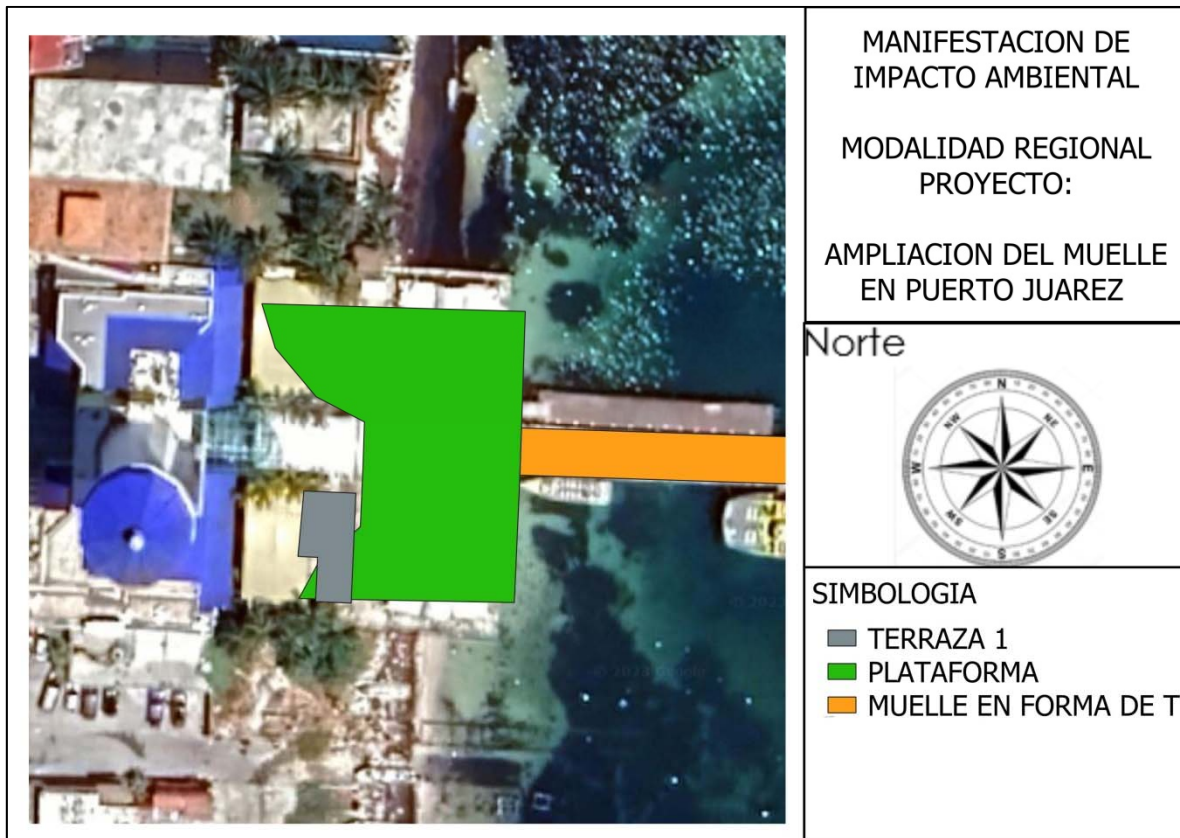 MANIFESTACION DE
IMPACTO AMBIENTAL
MODALIDAD REGIONAL
PROYECTO:
AMPLIACION DEL MUELLE
EN PUERTO JUAREZ
Norte
N
NE
E
SE
S
SW
W
NW
SIMBOLOGIA
TERRAZA 1
PLATAFORMA
MUELLE EN FORMA DE T